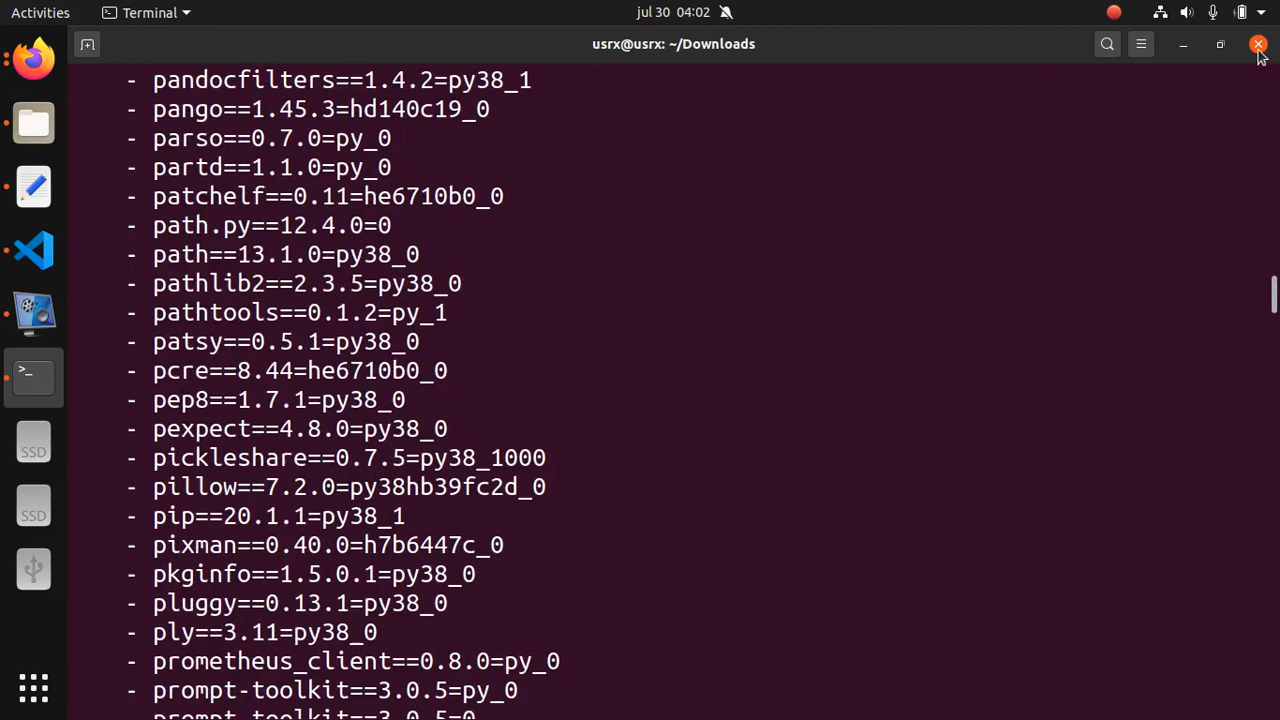 Activities
Terminal
jul 30 04:02
usrx@usrx: ~/Downloads
- pandocfilters==1.4.2=py38_1
- pango==1.45.3=hd140c19_0
- parso==0.7.0=py_0
- partd==1.1.0=py_0
- patchelf==0.11=he6710b0_0
- path.py==12.4.0=0
- path==13.1.0=py38_0
- pathlib2==2.3.5=py38_0
- pathtools==0.1.2=py_1
- patsy==0.5.1=py38_0
- pcre==8.44=he6710b0_0
- pep8==1.7.1=py38_0
- pexpect==4.8.0=py38_0
- pickleshare==0.7.5=py38_1000
- pillow==7.2.0=py38hb39fc2d_0
- pip==20.1.1=py38_1
- pixman==0.40.0=h7b6447c_0
- pkginfo==1.5.0.1=py38_0
- pluggy==0.13.1=py38_0
- ply==3.11=py38_0
- prometheus_client==0.8.0=py_0
- prompt-toolkit==3.0.5=py_0
- prompt-toolkit==3.0.5=0
>_
SSD
SSD